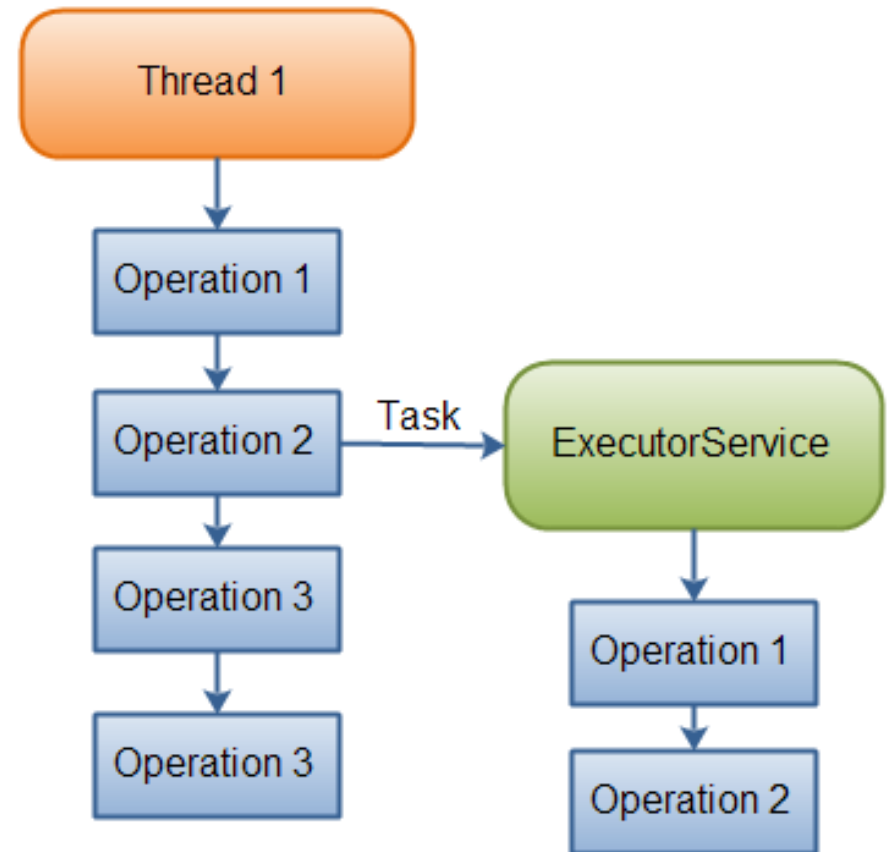 Thread 1
Operation 1
Operation 2
Task
ExecutorService
Operation 3
Operation 1
Operation 3
Operation 2